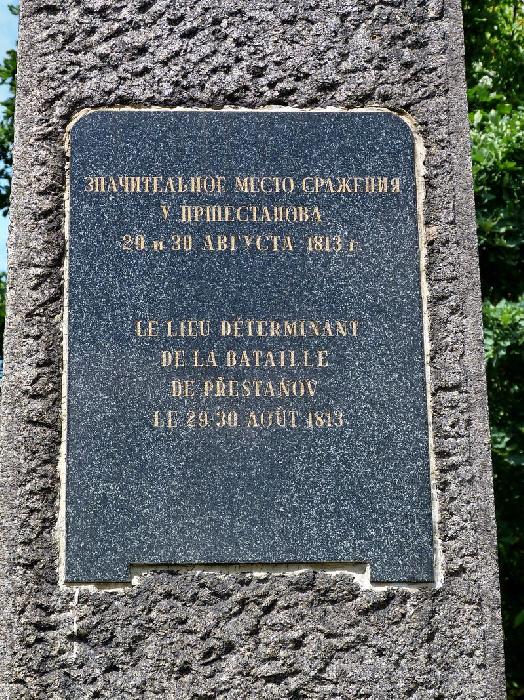 ЗНАЧИТЕЛЬНОЕ МЕСТО СРАЖЕНИЯ
У ПРШЕСТАНОВА
29 и 30 АВГУСТА 1813 г.
LE LIEU DÉTERMINANT
DE LA BATAILLE
DE PŘESTAŇOV
LE 29-30 AOÛT 1813